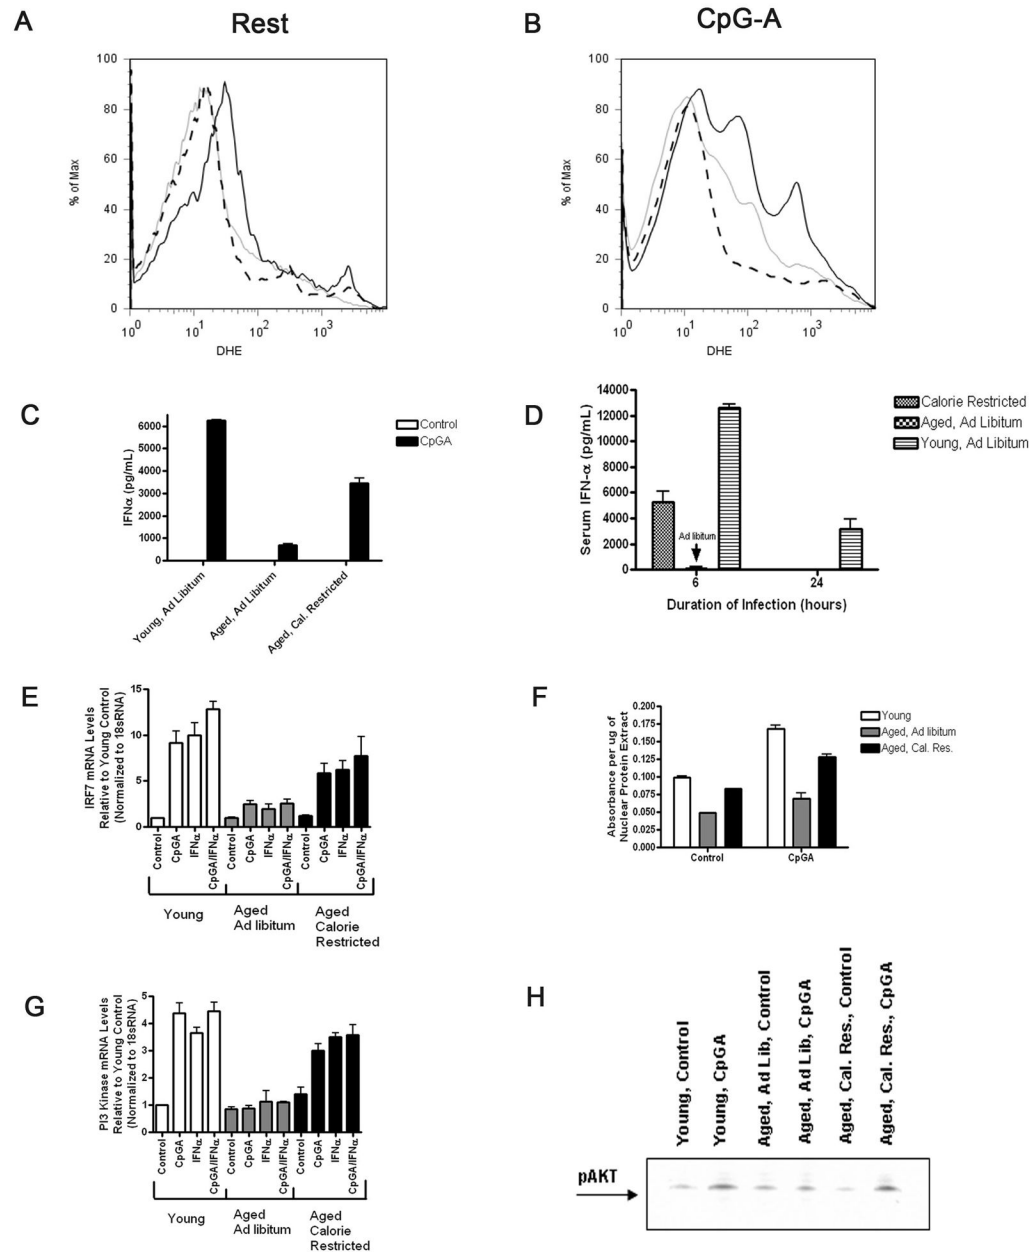 A
Rest
B
CpG-A
% of Max
100
80
60
40
20
0
10^0
10^1
10^2
10^3
DHE
% of Max
100
80
60
40
20
0
10^0
10^1
10^2
10^3
DHE
C
IFNα (pg/mL)
6000
5000
4000
3000
2000
1000
0
Young, Ad Libitum
Aged, Ad Libitum
Aged, Cal. Restricted
Control
CpGA
D
Serum IFN-α (pg/mL)
14000
12000
10000
8000
6000
4000
2000
0
Ad libitum
6
24
Duration of Infection (hours)
Calorie Restricted
Aged, Ad Libitum
Young, Ad Libitum
E
IRF7 mRNA Levels
Relative to Young Control
(Normalized to 18sRNA)
15
10
5
0
Control
CpGA
IFNα
CpGA/IFNα
Control
CpGA
IFNα
CpGA/IFNα
Control
CpGA
IFNα
CpGA/IFNα
Young
Aged
Ad libitum
Aged
Calorie
Restricted
F
Absorbance per ug of
Nuclear Protein Extract
0.200
0.175
0.150
0.125
0.100
0.075
0.050
0.025
0.000
Control
CpGA
Young
Aged, Ad libitum
Aged, Cal. Res.
G
PI3 Kinase mRNA Levels
Relative to Young Control
(Normalized to 18sRNA)
5
4
3
2
1
0
Control
CpGA
IFNα
CpGA/IFNα
Control
CpGA
IFNα
CpGA/IFNα
Control
CpGA
IFNα
CpGA/IFNα
Young
Aged
Ad libitum
Aged
Calorie
Restricted
H
Young, Control
Young, CpGA
Aged, Ad Lib, Control
Aged, Ad Lib, CpGA
Aged, Cal. Res., Control
Aged, Cal. Res., CpGA
pAKT